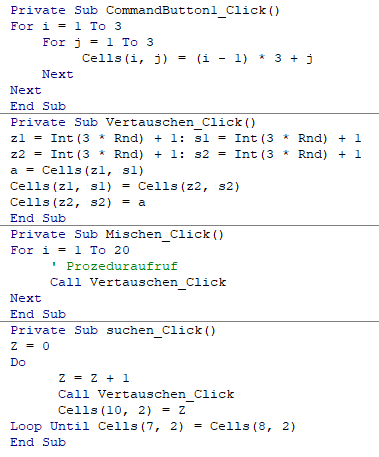 Private Sub CommandButton1_Click()
For i = 1 To 3
    For j = 1 To 3
        Cells(i, j) = (i - 1) * 3 + j
    Next
Next
End Sub
Private Sub Vertauschen_Click()
z1 = Int(3 * Rnd) + 1: s1 = Int(3 * Rnd) + 1
z2 = Int(3 * Rnd) + 1: s2 = Int(3 * Rnd) + 1
a = Cells(z1, s1)
Cells(z1, s1) = Cells(z2, s2)
Cells(z2, s2) = a
End Sub
Private Sub Mischen_Click()
For i = 1 To 20
     ' Prozeduraufruf
     Call Vertauschen_Click
Next
End Sub
Private Sub suchen_Click()
Z = 0
Do
      Z = Z + 1
      Call Vertauschen_Click
      Cells(10, 2) = Z
Loop Until Cells(7, 2) = Cells(8, 2)
End Sub